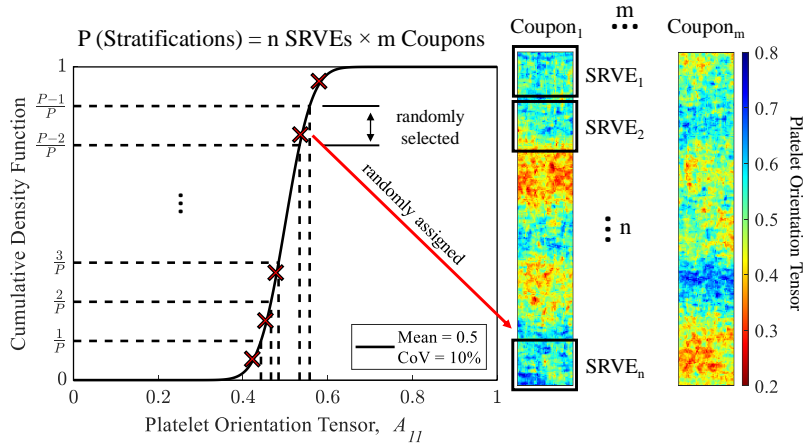 P (Stratifications) = n SRVEs × m Coupons
Cumulative Density Function
1
P−1/P
P−2/P
⋮
3/P
2/P
1/P
0
0
0.2
0.4
0.6
0.8
1
Platelet Orientation Tensor, A11
randomly
selected
randomly assigned
Mean = 0.5
CoV = 10%
m
Coupon1
...
Couponm
SRVE1
SRVE2
⋮ n
SRVEn
0.8
0.7
0.6
0.5
0.4
0.3
0.2
Platelet Orientation Tensor